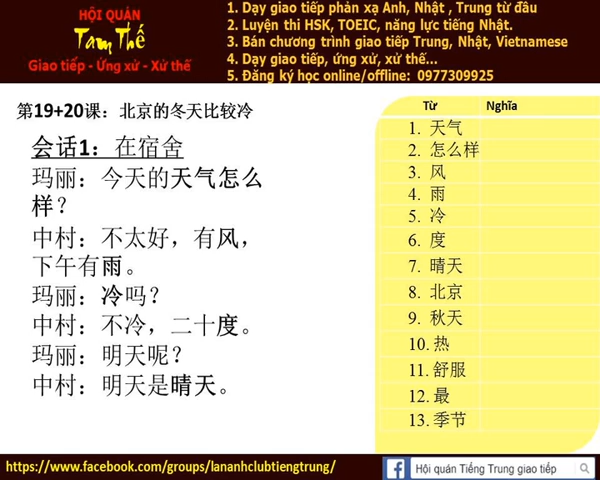 HỘI QUÁN
Tam Thế
Giao tiếp - Ứng xử - Xử thế
1. Dạy giao tiếp phản xạ Anh, Nhật , Trung từ đầu
2. Luyện thi HSK, TOEIC, năng lực tiếng Nhật.
3. Bán chương trình giao tiếp Trung, Nhật, Vietnamese
4. Dạy giao tiếp, ứng xử, xử thế...
5. Đăng ký học online/offline: 0977309925
第19+20课：北京的冬天比较冷
会话1：在宿舍
玛丽：今天的天气怎么
样？
中村：不太好，有风，
下午有雨。
玛丽：冷吗？
中村：不冷，二十度。
玛丽：明天呢？
中村：明天是晴天。
Từ Nghĩa
1. 天气
2. 怎么样
3. 风
4. 雨
5. 冷
6. 度
7. 晴天
8. 北京
9. 秋天
10. 热
11. 舒服
12. 最
13. 季节
https://www.facebook.com/groups/lananhclubtiengtrung/
f Hội quán Tiếng Trung giao tiếp